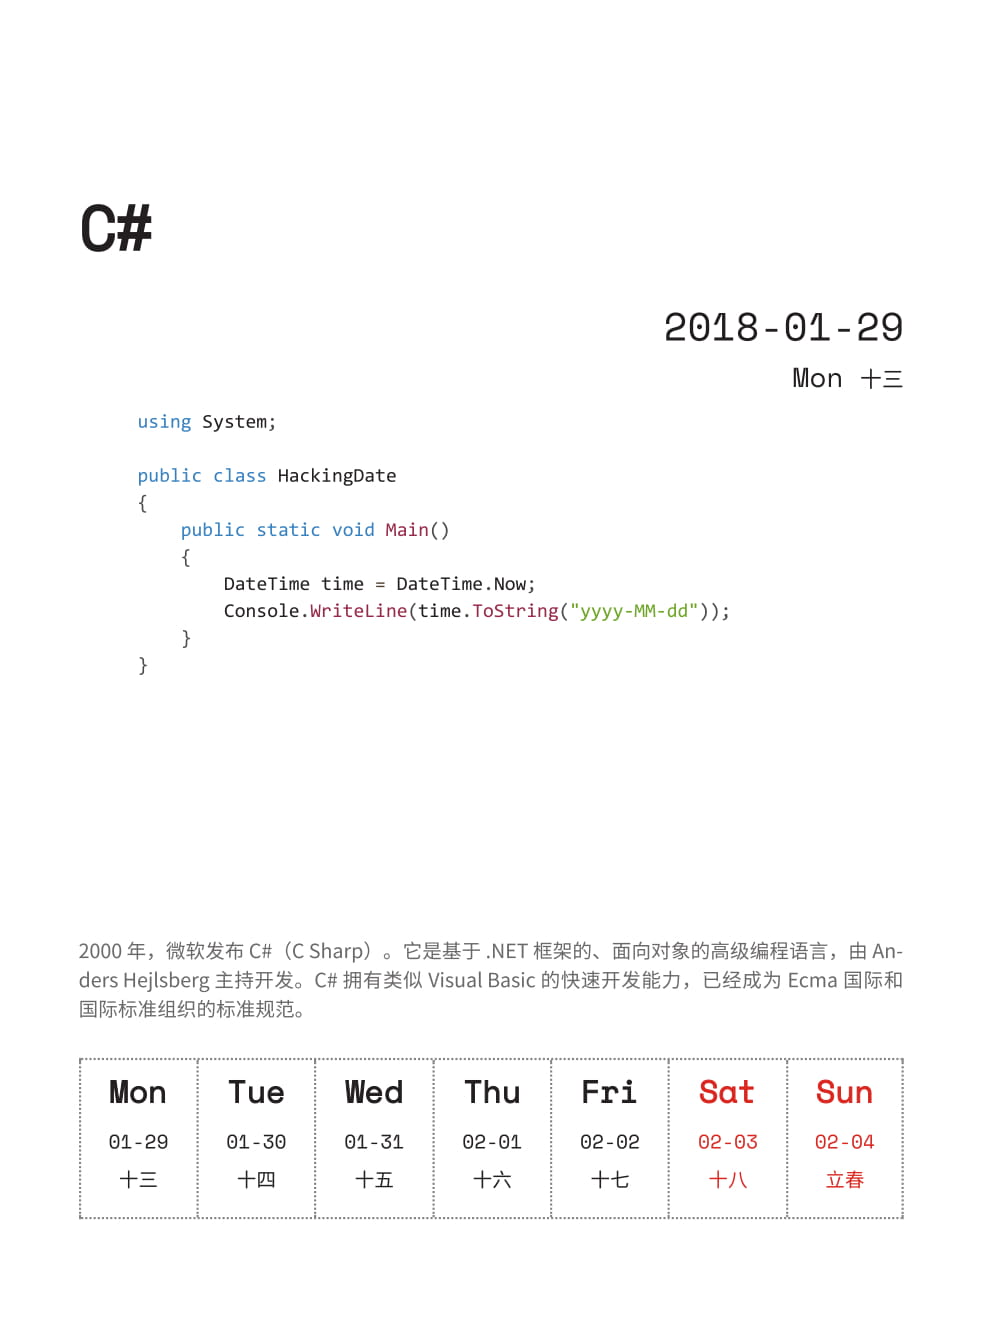 C#
2018-01-29
Mon 十三
using System;
public class HackingDate
{
    public static void Main()
    {
        DateTime time = DateTime.Now;
        Console.WriteLine(time.ToString("yyyy-MM-dd"));
    }
}
2000 年，微软发布 C#（C Sharp）。它是基于 .NET 框架的、面向对象的高级编程语言，由 An-
ders Hejlsberg 主持开发。C# 拥有类似 Visual Basic 的快速开发能力，已经成为 Ecma 国际和
国际标准组织的标准规范。
Mon Tue Wed Thu Fri Sat Sun
01-29 01-30 01-31 02-01 02-02 02-03 02-04
十三 十四 十五 十六 十七 十八 立春